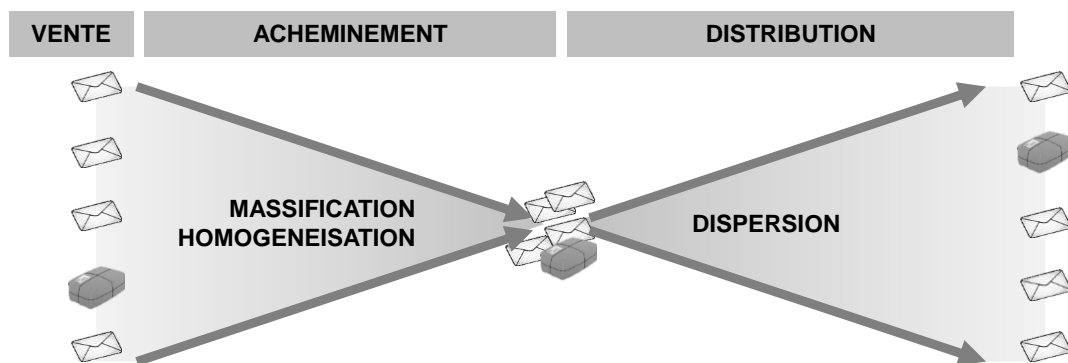 VENTE
ACHEMINEMENT
DISTRIBUTION
MASSIFICATION
HOMOGENEISATION
DISPERSION